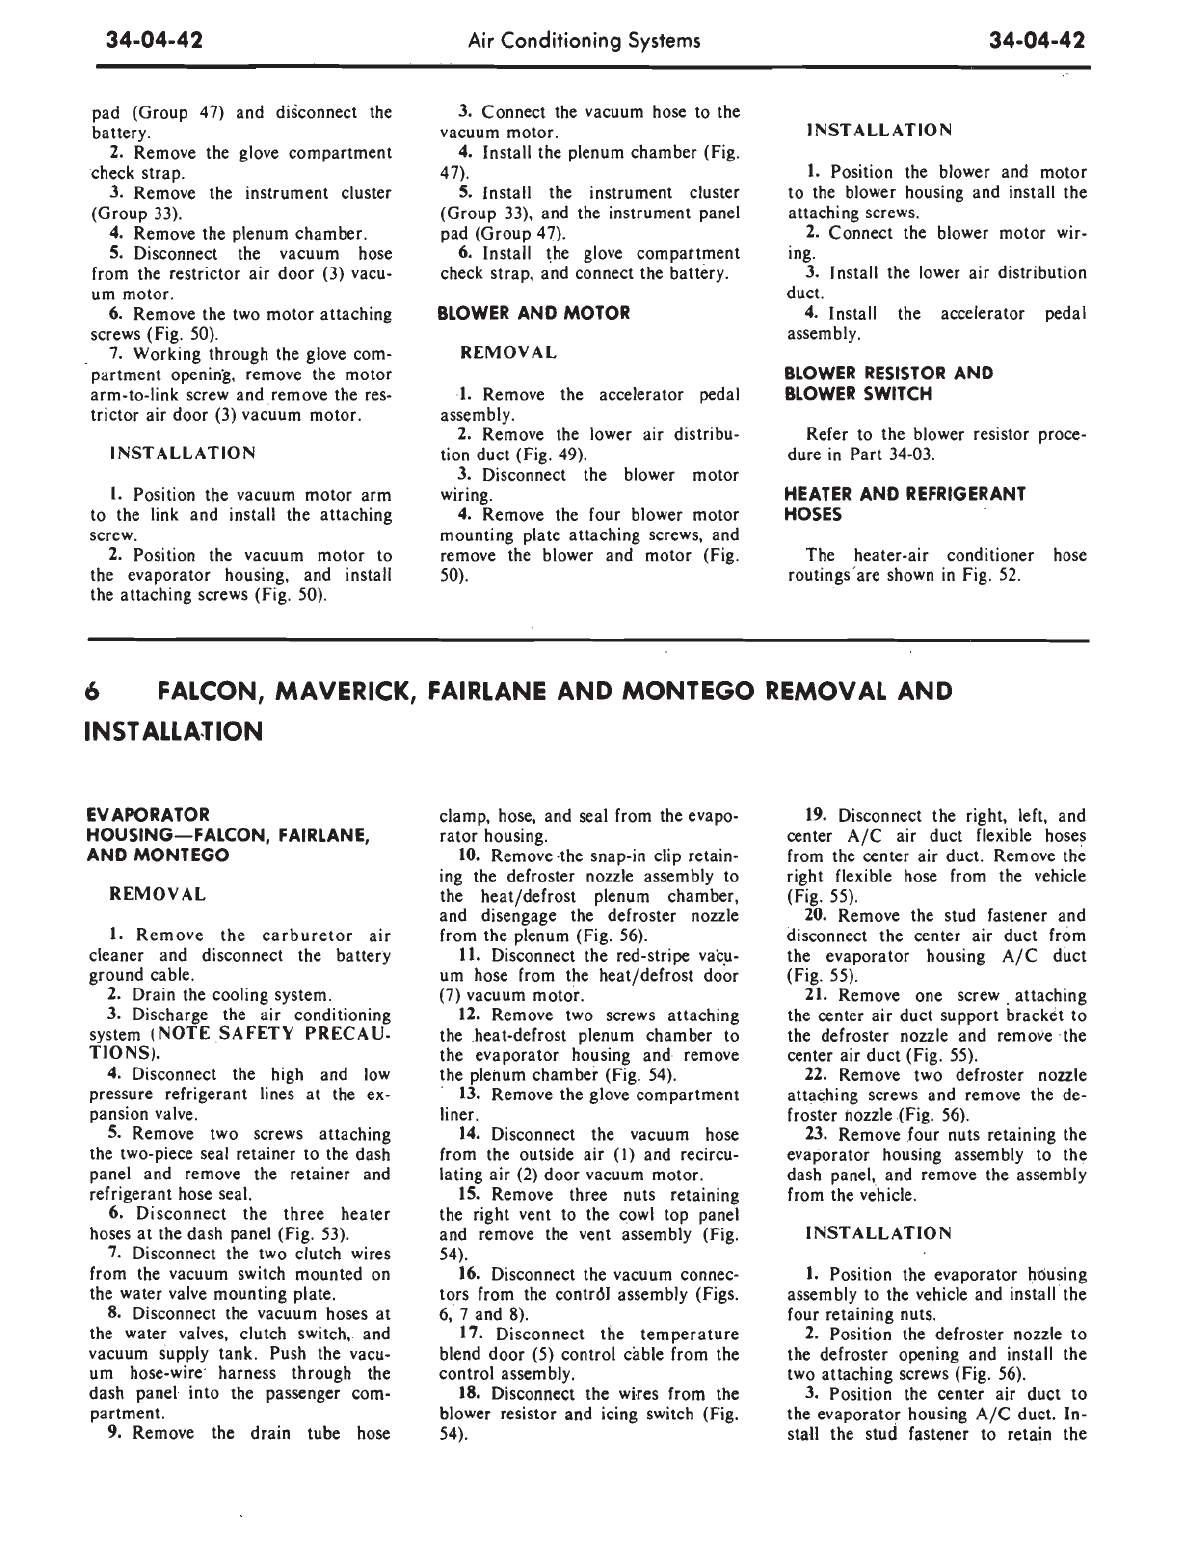 34-04-42 Air Conditioning Systems 34-04-42
pad (Group 47) and disconnect the
battery.
2. Remove the glove compartment
check strap.
3. Remove the instrument cluster
(Group 33).
4. Remove the plenum chamber.
5. Disconnect the vacuum hose
from the restrictor air door (3) vacu-
um motor.
6. Remove the two motor attaching
screws (Fig. 50).
7. Working through the glove com-
partment opening, remove the motor
arm-to-link screw and remove the res-
trictor air door (3) vacuum motor.
INSTALLATION
1. Position the vacuum motor arm
to the link and install the attaching
screw.
2. Position the vacuum motor to
the evaporator housing, and install
the attaching screws (Fig. 50).
3. Connect the vacuum hose to the
vacuum motor.
4. Install the plenum chamber (Fig.
47).
5. Install the instrument cluster
(Group 33), and the instrument panel
pad (Group 47).
6. Install the glove compartment
check strap, and connect the battery.
BLOWER AND MOTOR
REMOVAL
1. Remove the accelerator pedal
assembly.
2. Remove the lower air distribu-
tion duct (Fig. 49).
3. Disconnect the blower motor
wiring.
4. Remove the four blower motor
mounting plate attaching screws, and
remove the blower and motor (Fig.
50).
INSTALLATION
1. Position the blower and motor
to the blower housing and install the
attaching screws.
2. Connect the blower motor wir-
ing.
3. Install the lower air distribution
duct.
4. Install the accelerator pedal
assembly.
BLOWER RESISTOR AND
BLOWER SWITCH
Refer to the blower resistor proce-
dure in Part 34-03.
HEATER AND REFRIGERANT
HOSES
The heater-air conditioner hose
routings are shown in Fig. 52.
6 FALCON, MAVERICK, FAIRLANE AND MONTEGO REMOVAL AND
INSTALLATION
EVAPORATOR
HOUSING—FALCON, FAIRLANE,
AND MONTEGO
REMOVAL
1. Remove the carburetor air
cleaner and disconnect the battery
ground cable.
2. Drain the cooling system.
3. Discharge the air conditioning
system (NOTE SAFETY PRECAU-
TIONS).
4. Disconnect the high and low
pressure refrigerant lines at the ex-
pansion valve.
5. Remove two screws attaching
the two-piece seal retainer to the dash
panel and remove the retainer and
refrigerant hose seal.
6. Disconnect the three heater
hoses at the dash panel (Fig. 53).
7. Disconnect the two clutch wires
from the vacuum switch mounted on
the water valve mounting plate.
8. Disconnect the vacuum hoses at
the water valves, clutch switch, and
vacuum supply tank. Push the vacu-
um hose-wire harness through the
dash panel into the passenger com-
partment.
9. Remove the drain tube hose
clamp, hose, and seal from the evapo-
rator housing.
10. Remove the snap-in clip retain-
ing the defroster nozzle assembly to
the heat/defrost plenum chamber,
and disengage the defroster nozzle
from the plenum (Fig. 56).
11. Disconnect the red-stripe vacu-
um hose from the heat/defrost door
(7) vacuum motor.
12. Remove two screws attaching
the heat-defrost plenum chamber to
the evaporator housing and remove
the plenum chamber (Fig. 54).
13. Remove the glove compartment
liner.
14. Disconnect the vacuum hose
from the outside air (1) and recircu-
lating air (2) door vacuum motor.
15. Remove three nuts retaining
the right vent to the cowl top panel
and remove the vent assembly (Fig.
54).
16. Disconnect the vacuum connec-
tors from the control assembly (Figs.
6, 7 and 8).
17. Disconnect the temperature
blend door (5) control cable from the
control assembly.
18. Disconnect the wires from the
blower resistor and icing switch (Fig.
54).
19. Disconnect the right, left, and
center A/C air duct flexible hoses
from the center air duct. Remove the
right flexible hose from the vehicle
(Fig. 55).
20. Remove the stud fastener and
disconnect the center air duct from
the evaporator housing A/C duct
(Fig. 55).
21. Remove one screw attaching
the center air duct support bracket to
the defroster nozzle and remove the
center air duct (Fig. 55).
22. Remove two defroster nozzle
attaching screws and remove the de-
froster nozzle (Fig. 56).
23. Remove four nuts retaining the
evaporator housing assembly to the
dash panel, and remove the assembly
from the vehicle.
INSTALLATION
1. Position the evaporator housing
assembly to the vehicle and install the
four retaining nuts.
2. Position the defroster nozzle to
the defroster opening and install the
two attaching screws (Fig. 56).
3. Position the center air duct to
the evaporator housing A/C duct. In-
stall the stud fastener to retain the